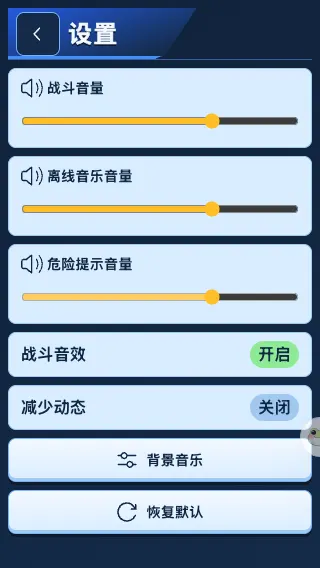 设置
战斗音量
离线音乐音量
危险提示音量
战斗音效
开启
减少动态
关闭
背景音乐
恢复默认